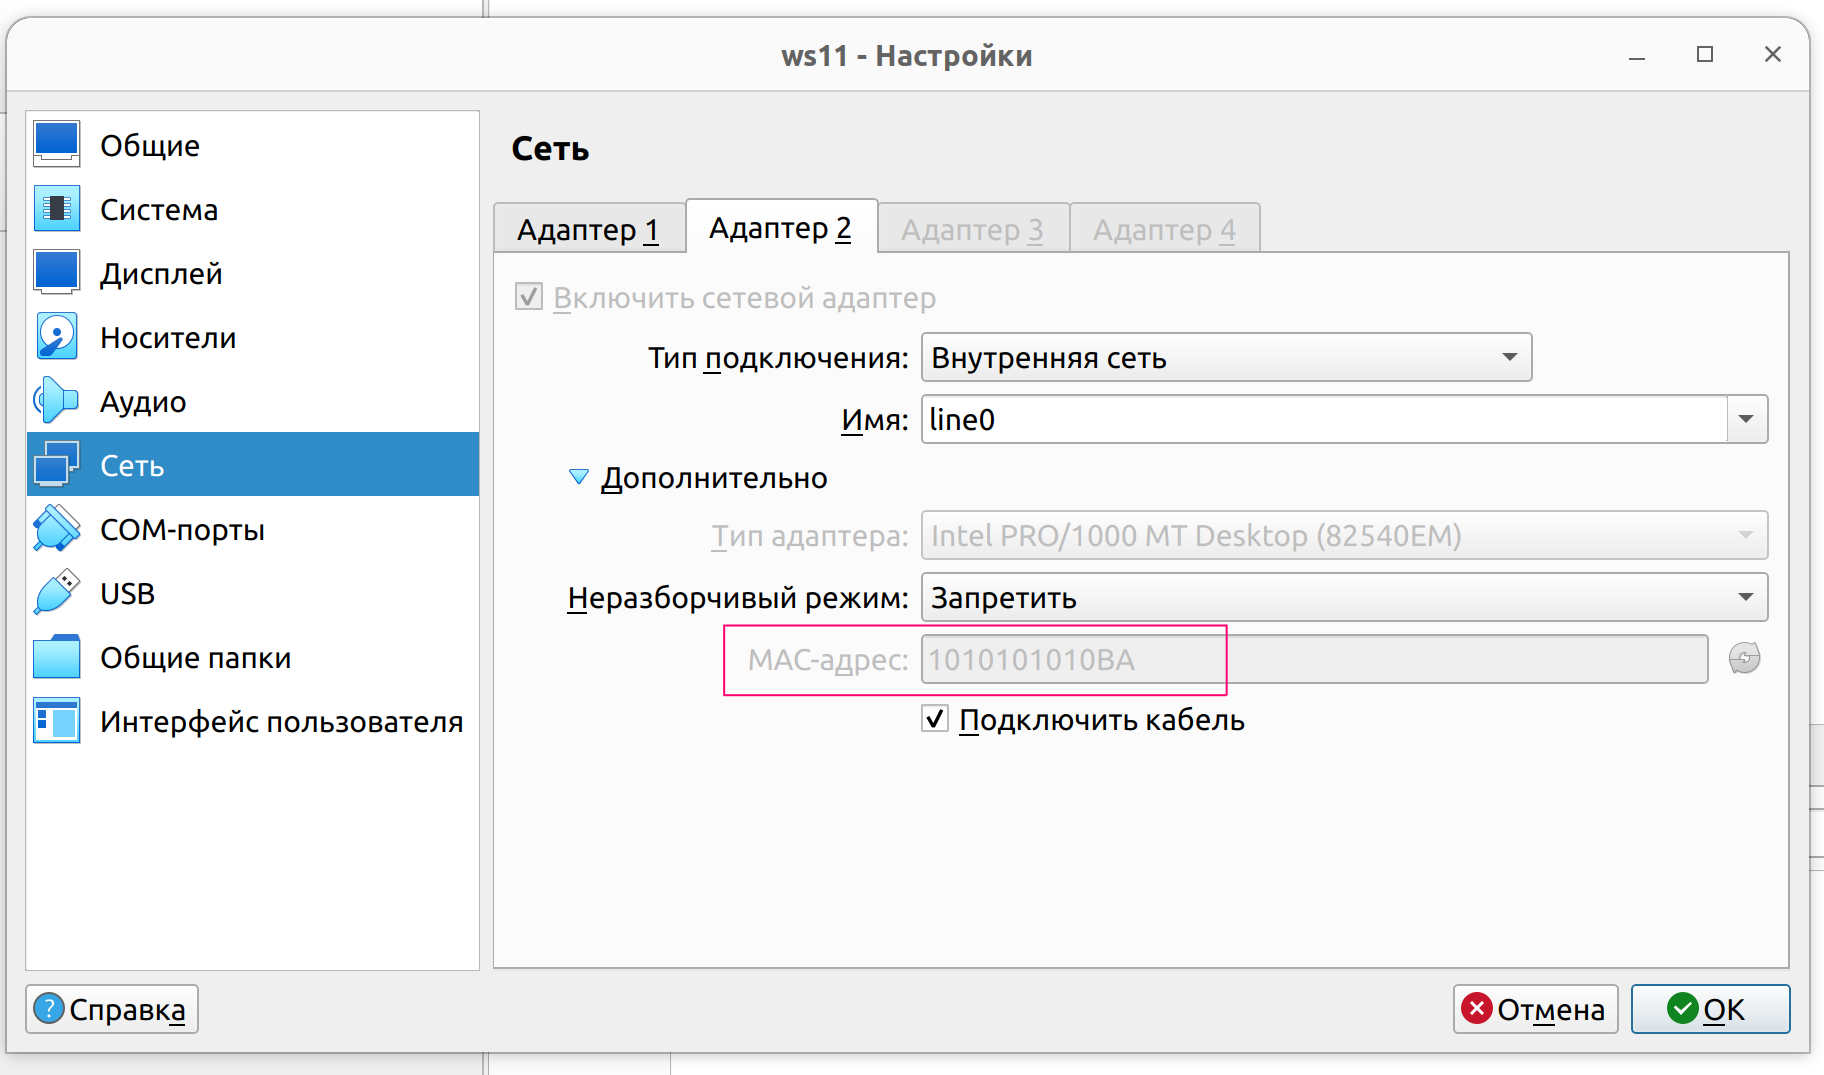 ws11 - Настройки
Общие
Система
Дисплей
Носители
Аудио
Сеть
COM-порты
USB
Общие папки
Интерфейс пользователя
Сеть
Адаптер 1 Адаптер 2 Адаптер 3 Адаптер 4
Включить сетевой адаптер
Тип подключения: Внутренняя сеть
Имя: line0
Дополнительно
Тип адаптера: Intel PRO/1000 MT Desktop (82540EM)
Неразборчивый режим: Запретить
MAC-адрес: 1010101010BA
Подключить кабель
Справка
Отмена
OK